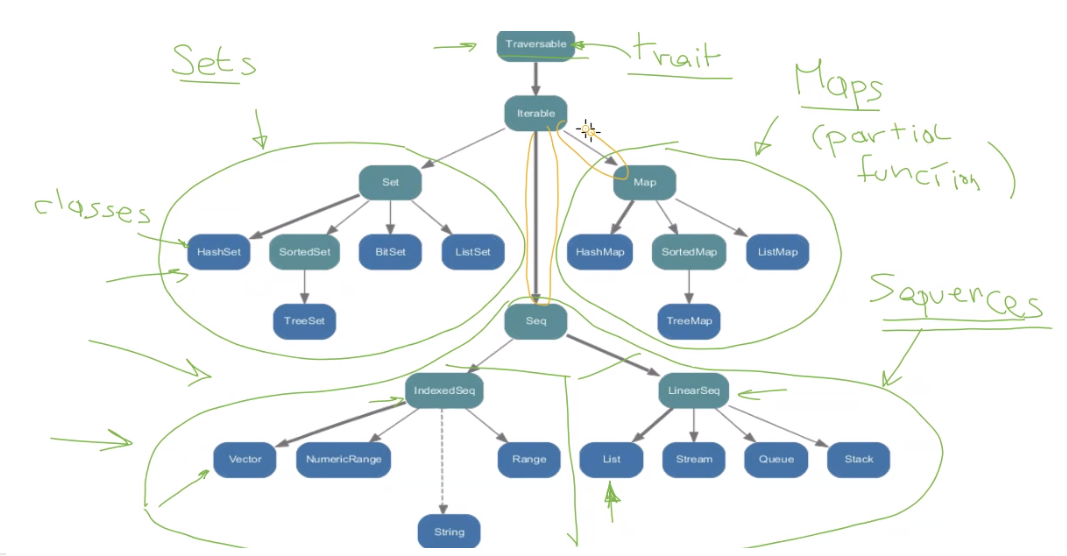 Traversable
trait
Sets
Maps
(partial
function)
Iterable
Set
Map
classes
HashSet
SortedSet
BitSet
ListSet
HashMap
SortedMap
ListMap
TreeSet
Seq
TreeMap
Sequences
IndexedSeq
LinearSeq
Vector
NumericRange
Range
List
Stream
Queue
Stack
String